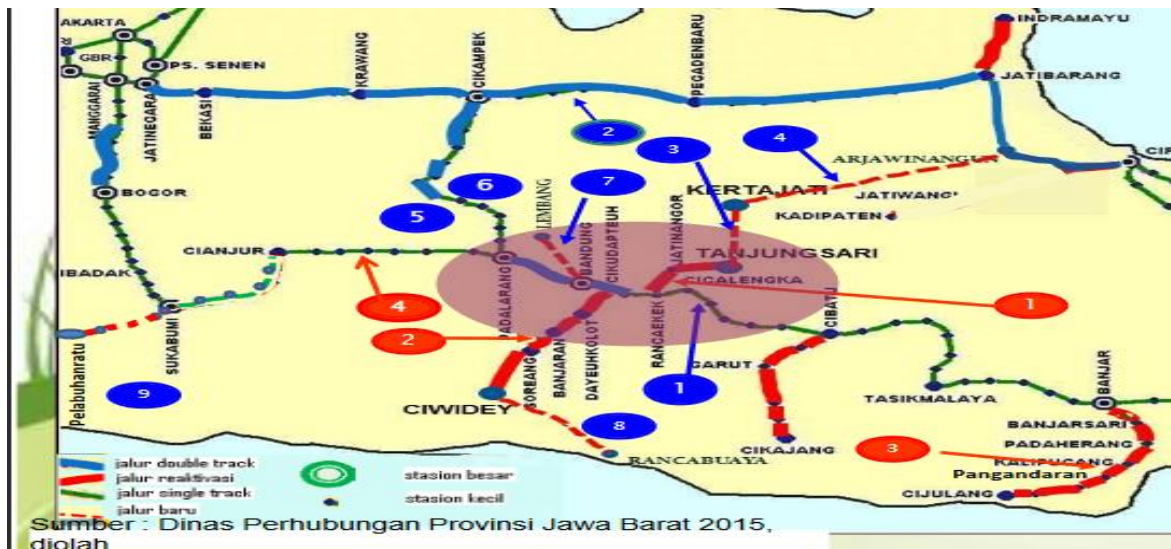 AKARTA
INDRAMAYU
GBR
PS. SENEN
JATIBARANG
MANGGARAI
JATINEGARA
BEKASI
KRAWANG
CIKAMPEK
PEGADENBARU
2
3
4
ARJAWINANGUN
CIR
7
6
KERTAJATI
JATIWANG'
BOGOR
5
LEMBANG
KADIPATEN
JATINANGOR
BANDUNG
CIKUDAPTEUH
CIANJUR
TANJUNGSARI
IBADAK
CICALENGKA
PADALARANG
4
1
2
CIBATU
Pelabuhanratu
SUKABUMI
SOREANG
BANJARAN
DAYEUHKOLOT
RANCAEKEK
GARUT
BANJAR
9
1
TASIKMALAYA
CIWIDEY
8
BANJARSARI
CIKAJANG
3
PADAHERANG
RANCABUAYA
KALIPUCANG
Pangandaran
CIJULANG
jalur double track
jalur reaktivasi
jalur single track
jalur baru
stasion besar
stasion kecil
Sumber : Dinas Perhubungan Provinsi Jawa Barat 2015,
diolah